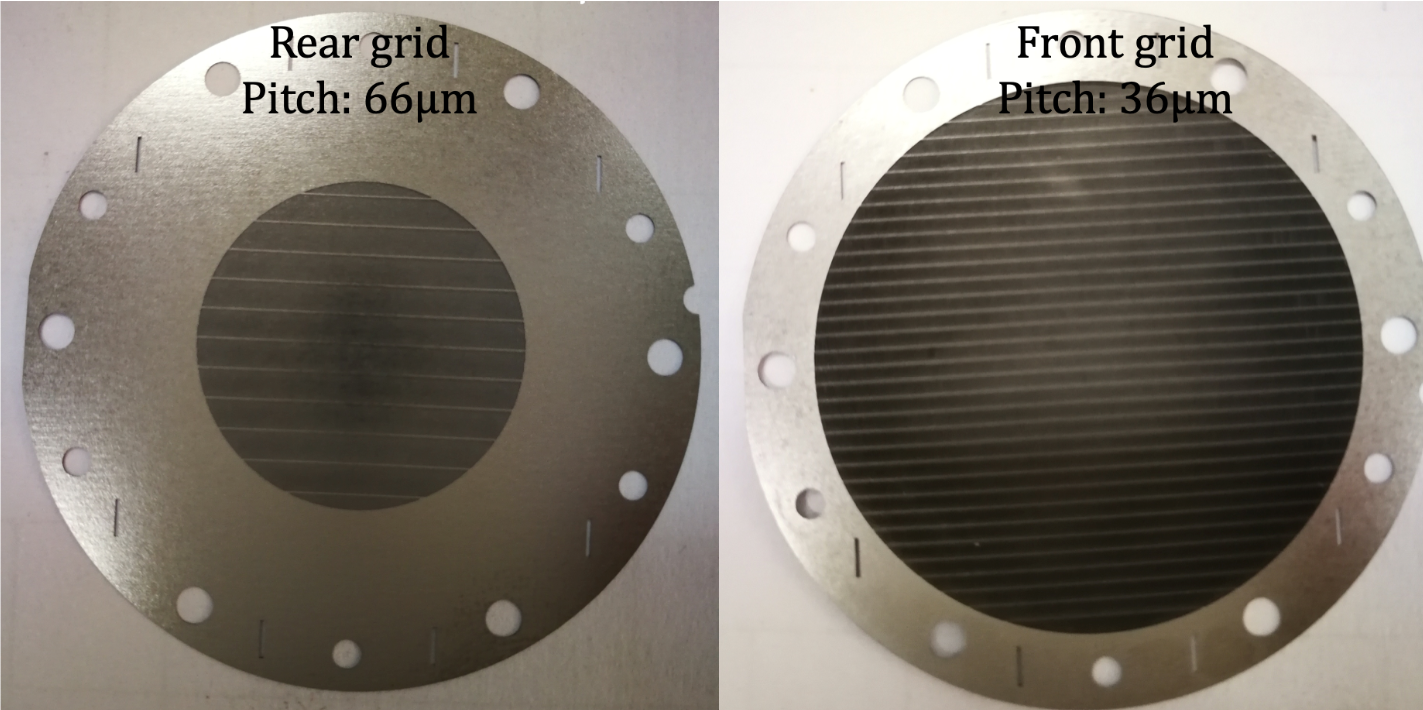 Rear grid
Pitch: 66μm
Front grid
Pitch: 36μm